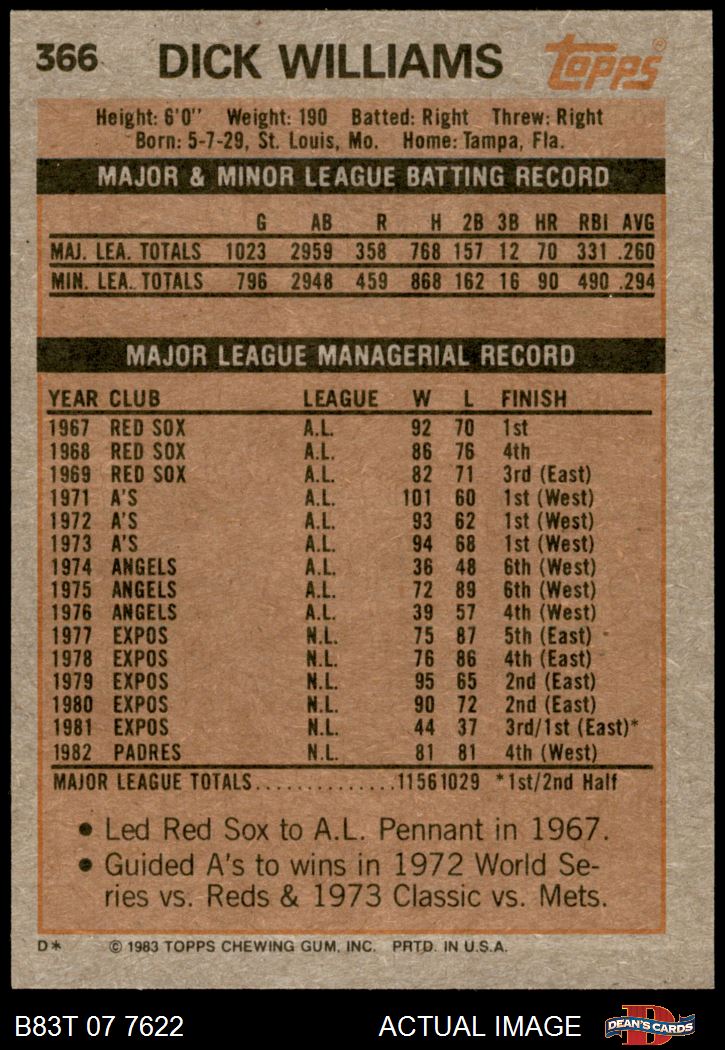 366 DICK WILLIAMS topps®
Height: 6'0" Weight: 190 Batted: Right Threw: Right
Born: 5-7-29, St. Louis, Mo. Home: Tampa, Fla.
MAJOR & MINOR LEAGUE BATTING RECORD
G AB R H 2B 3B HR RBI AVG
MAJ. LEA. TOTALS 1023 2959 358 768 157 12 70 331 .260
MIN. LEA. TOTALS 796 2948 459 868 162 16 90 490 .294
MAJOR LEAGUE MANAGERIAL RECORD
YEAR CLUB LEAGUE W L FINISH
1967 RED SOX A.L. 92 70 1st
1968 RED SOX A.L. 86 76 4th
1969 RED SOX A.L. 82 71 3rd (East)
1971 A'S A.L. 101 60 1st (West)
1972 A'S A.L. 93 62 1st (West)
1973 A'S A.L. 94 68 1st (West)
1974 ANGELS A.L. 36 48 6th (West)
1975 ANGELS A.L. 72 89 6th (West)
1976 ANGELS A.L. 39 57 4th (West)
1977 EXPOS N.L. 75 87 5th (East)
1978 EXPOS N.L. 76 86 4th (East)
1979 EXPOS N.L. 95 65 2nd (East)
1980 EXPOS N.L. 90 72 2nd (East)
1981 EXPOS N.L. 44 37 3rd/1st (East)*
1982 PADRES N.L. 81 81 4th (West)
MAJOR LEAGUE TOTALS..............11561029 *1st/2nd Half
• Led Red Sox to A.L. Pennant in 1967.
• Guided A's to wins in 1972 World Se-
ries vs. Reds & 1973 Classic vs. Mets.
D* © 1983 TOPPS CHEWING GUM, INC. PRTD. IN U.S.A.
B83T 07 7622 ACTUAL IMAGE D DEAN'S CARDS